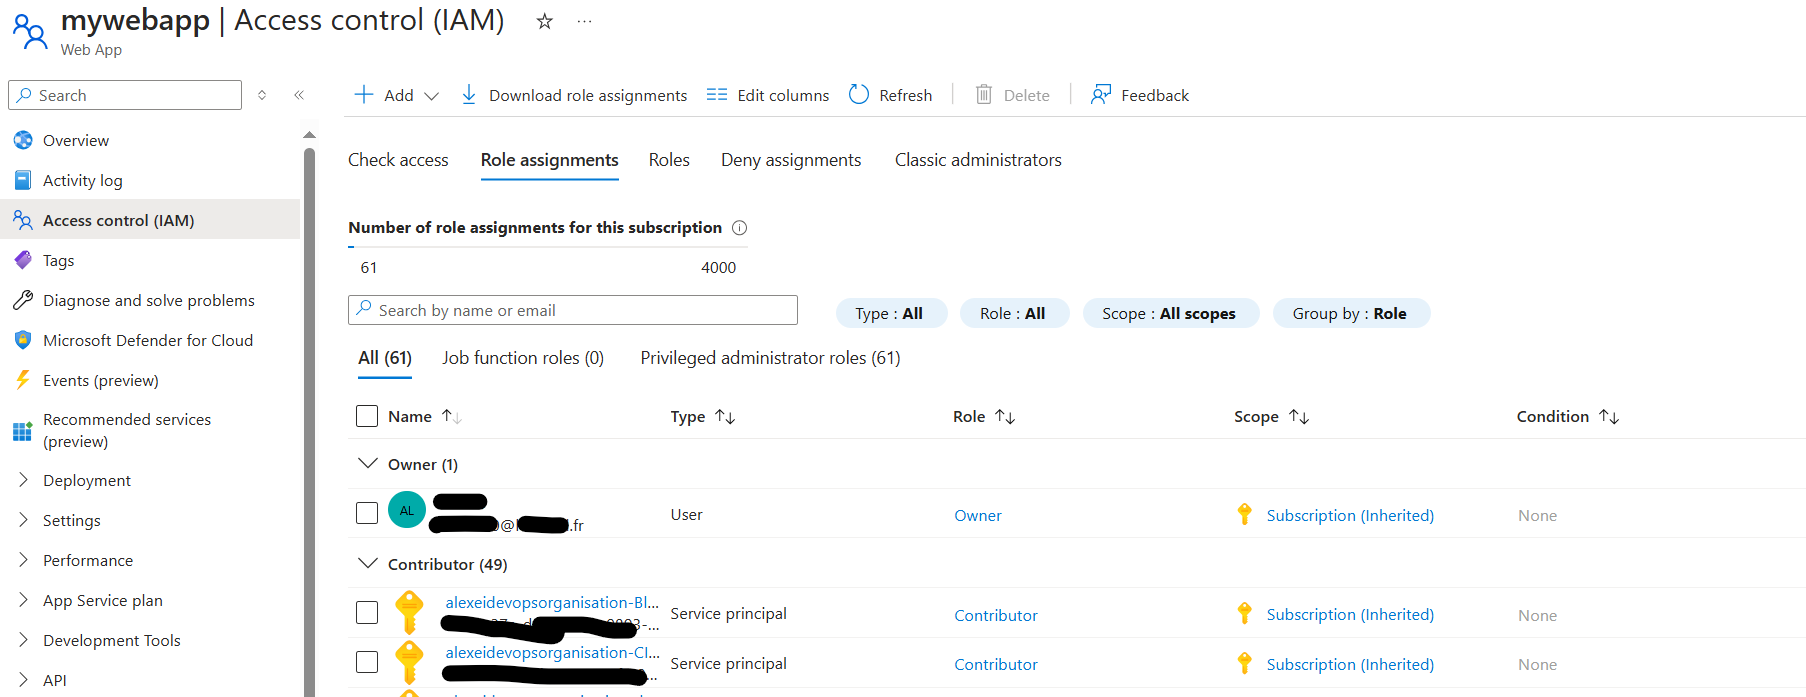 mywebapp | Access control (IAM) ☆ ...
Web App
Search
Overview
Activity log
Access control (IAM)
Tags
Diagnose and solve problems
Microsoft Defender for Cloud
Events (preview)
Recommended services
(preview)
Deployment
Settings
Performance
App Service plan
Development Tools
API
Add Download role assignments Edit columns Refresh Delete Feedback
Check access Role assignments Roles Deny assignments Classic administrators
Number of role assignments for this subscription
61 4000
Search by name or email
Type : All Role : All Scope : All scopes Group by : Role
All (61) Job function roles (0) Privileged administrator roles (61)
Name Type Role Scope Condition
Owner (1)
AL
.fr User Owner Subscription (Inherited) None
Contributor (49)
alexeidevopsorganisation-Bl...
Service principal Contributor Subscription (Inherited) None
alexeidevopsorganisation-CI...
Service principal Contributor Subscription (Inherited) None